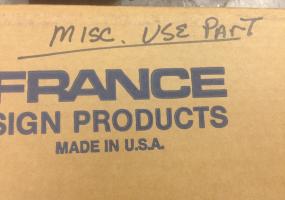 MISC. USE PART
FRANCE
SIGN PRODUCTS
MADE IN U.S.A.